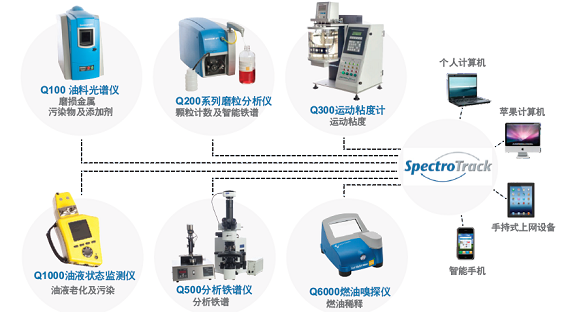 Q100 油料光谱仪
磨损金属
污染物及添加剂
Q200系列磨粒分析仪
颗粒计数及智能铁谱
Q300运动粘度计
运动粘度
个人计算机
苹果计算机
SpectroTrack
手持式上网设备
智能手机
Q1000油液状态监测仪
油液老化及污染
Q500分析铁谱仪
分析铁谱
Q6000燃油嗅探仪
燃油稀释